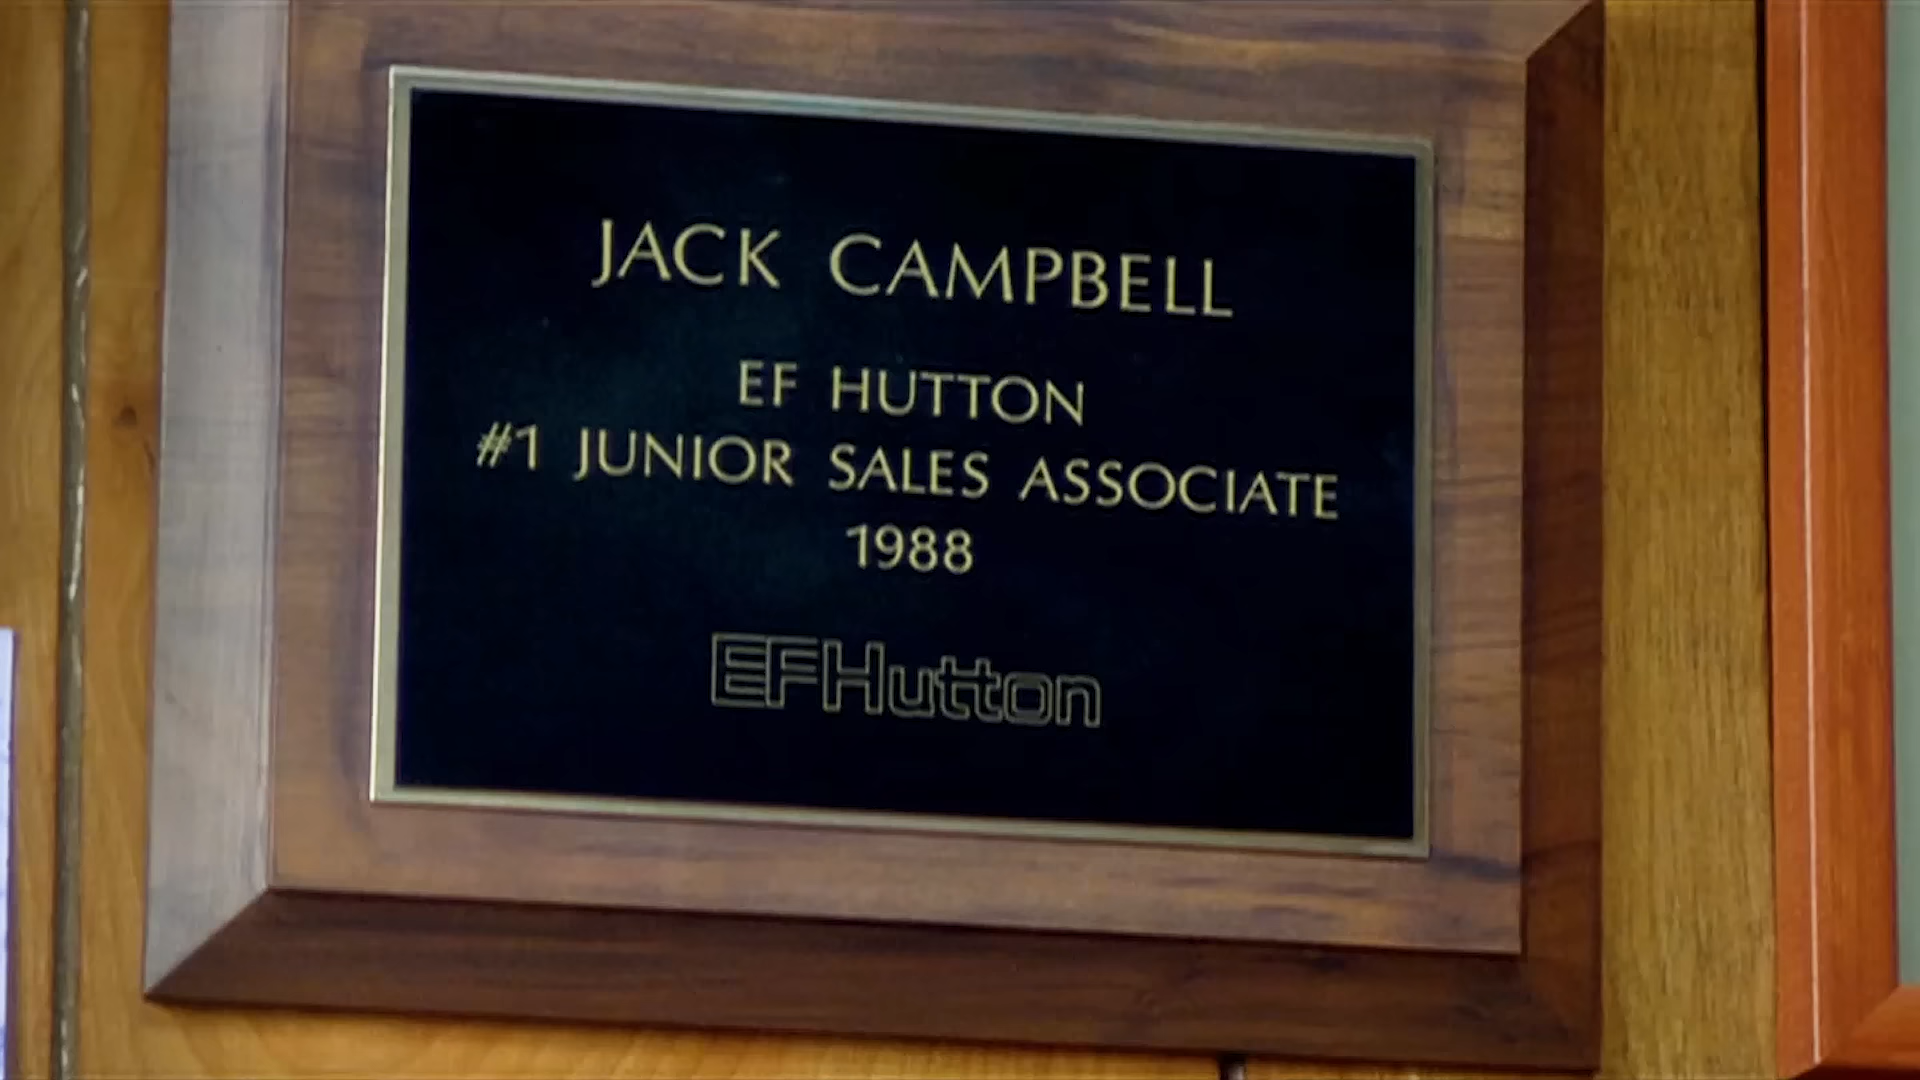 JACK CAMPBELL
EF HUTTON
#1 JUNIOR SALES ASSOCIATE
1988
EFHutton